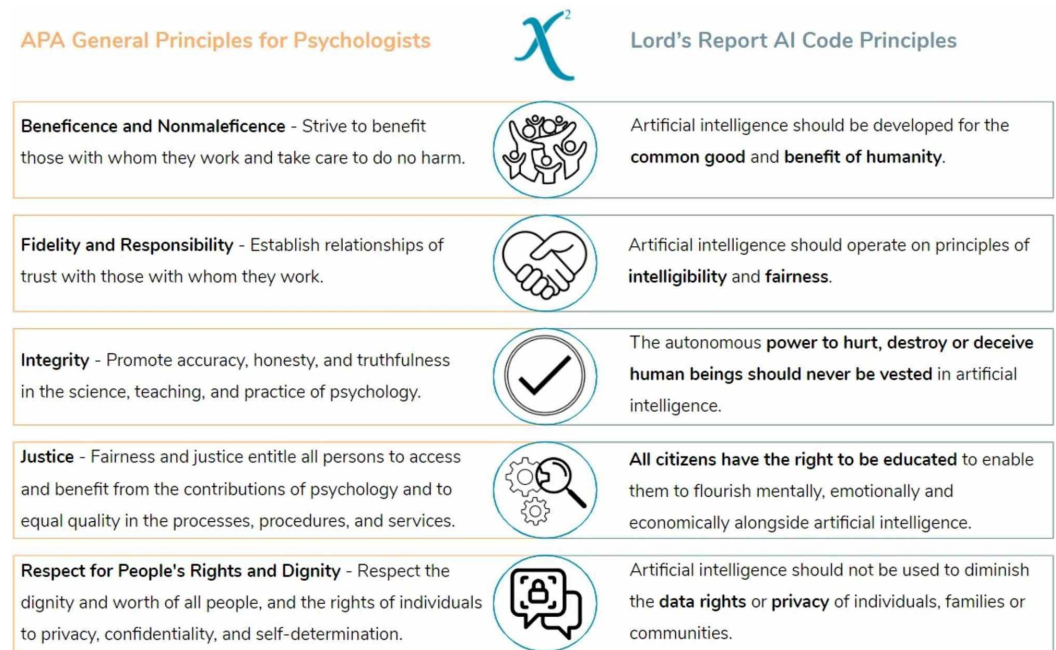 APA General Principles for Psychologists
X²
Lord's Report AI Code Principles
Beneficence and Nonmaleficence - Strive to benefit
those with whom they work and take care to do no harm.
Artificial intelligence should be developed for the
common good and benefit of humanity.
Fidelity and Responsibility - Establish relationships of
trust with those with whom they work.
Artificial intelligence should operate on principles of
intelligibility and fairness.
Integrity - Promote accuracy, honesty, and truthfulness
in the science, teaching, and practice of psychology.
The autonomous power to hurt, destroy or deceive
human beings should never be vested in artificial
intelligence.
Justice - Fairness and justice entitle all persons to access
and benefit from the contributions of psychology and to
equal quality in the processes, procedures, and services.
All citizens have the right to be educated to enable
them to flourish mentally, emotionally and
economically alongside artificial intelligence.
Respect for People's Rights and Dignity - Respect the
dignity and worth of all people, and the rights of individuals
to privacy, confidentiality, and self-determination.
Artificial intelligence should not be used to diminish
the data rights or privacy of individuals, families or
communities.